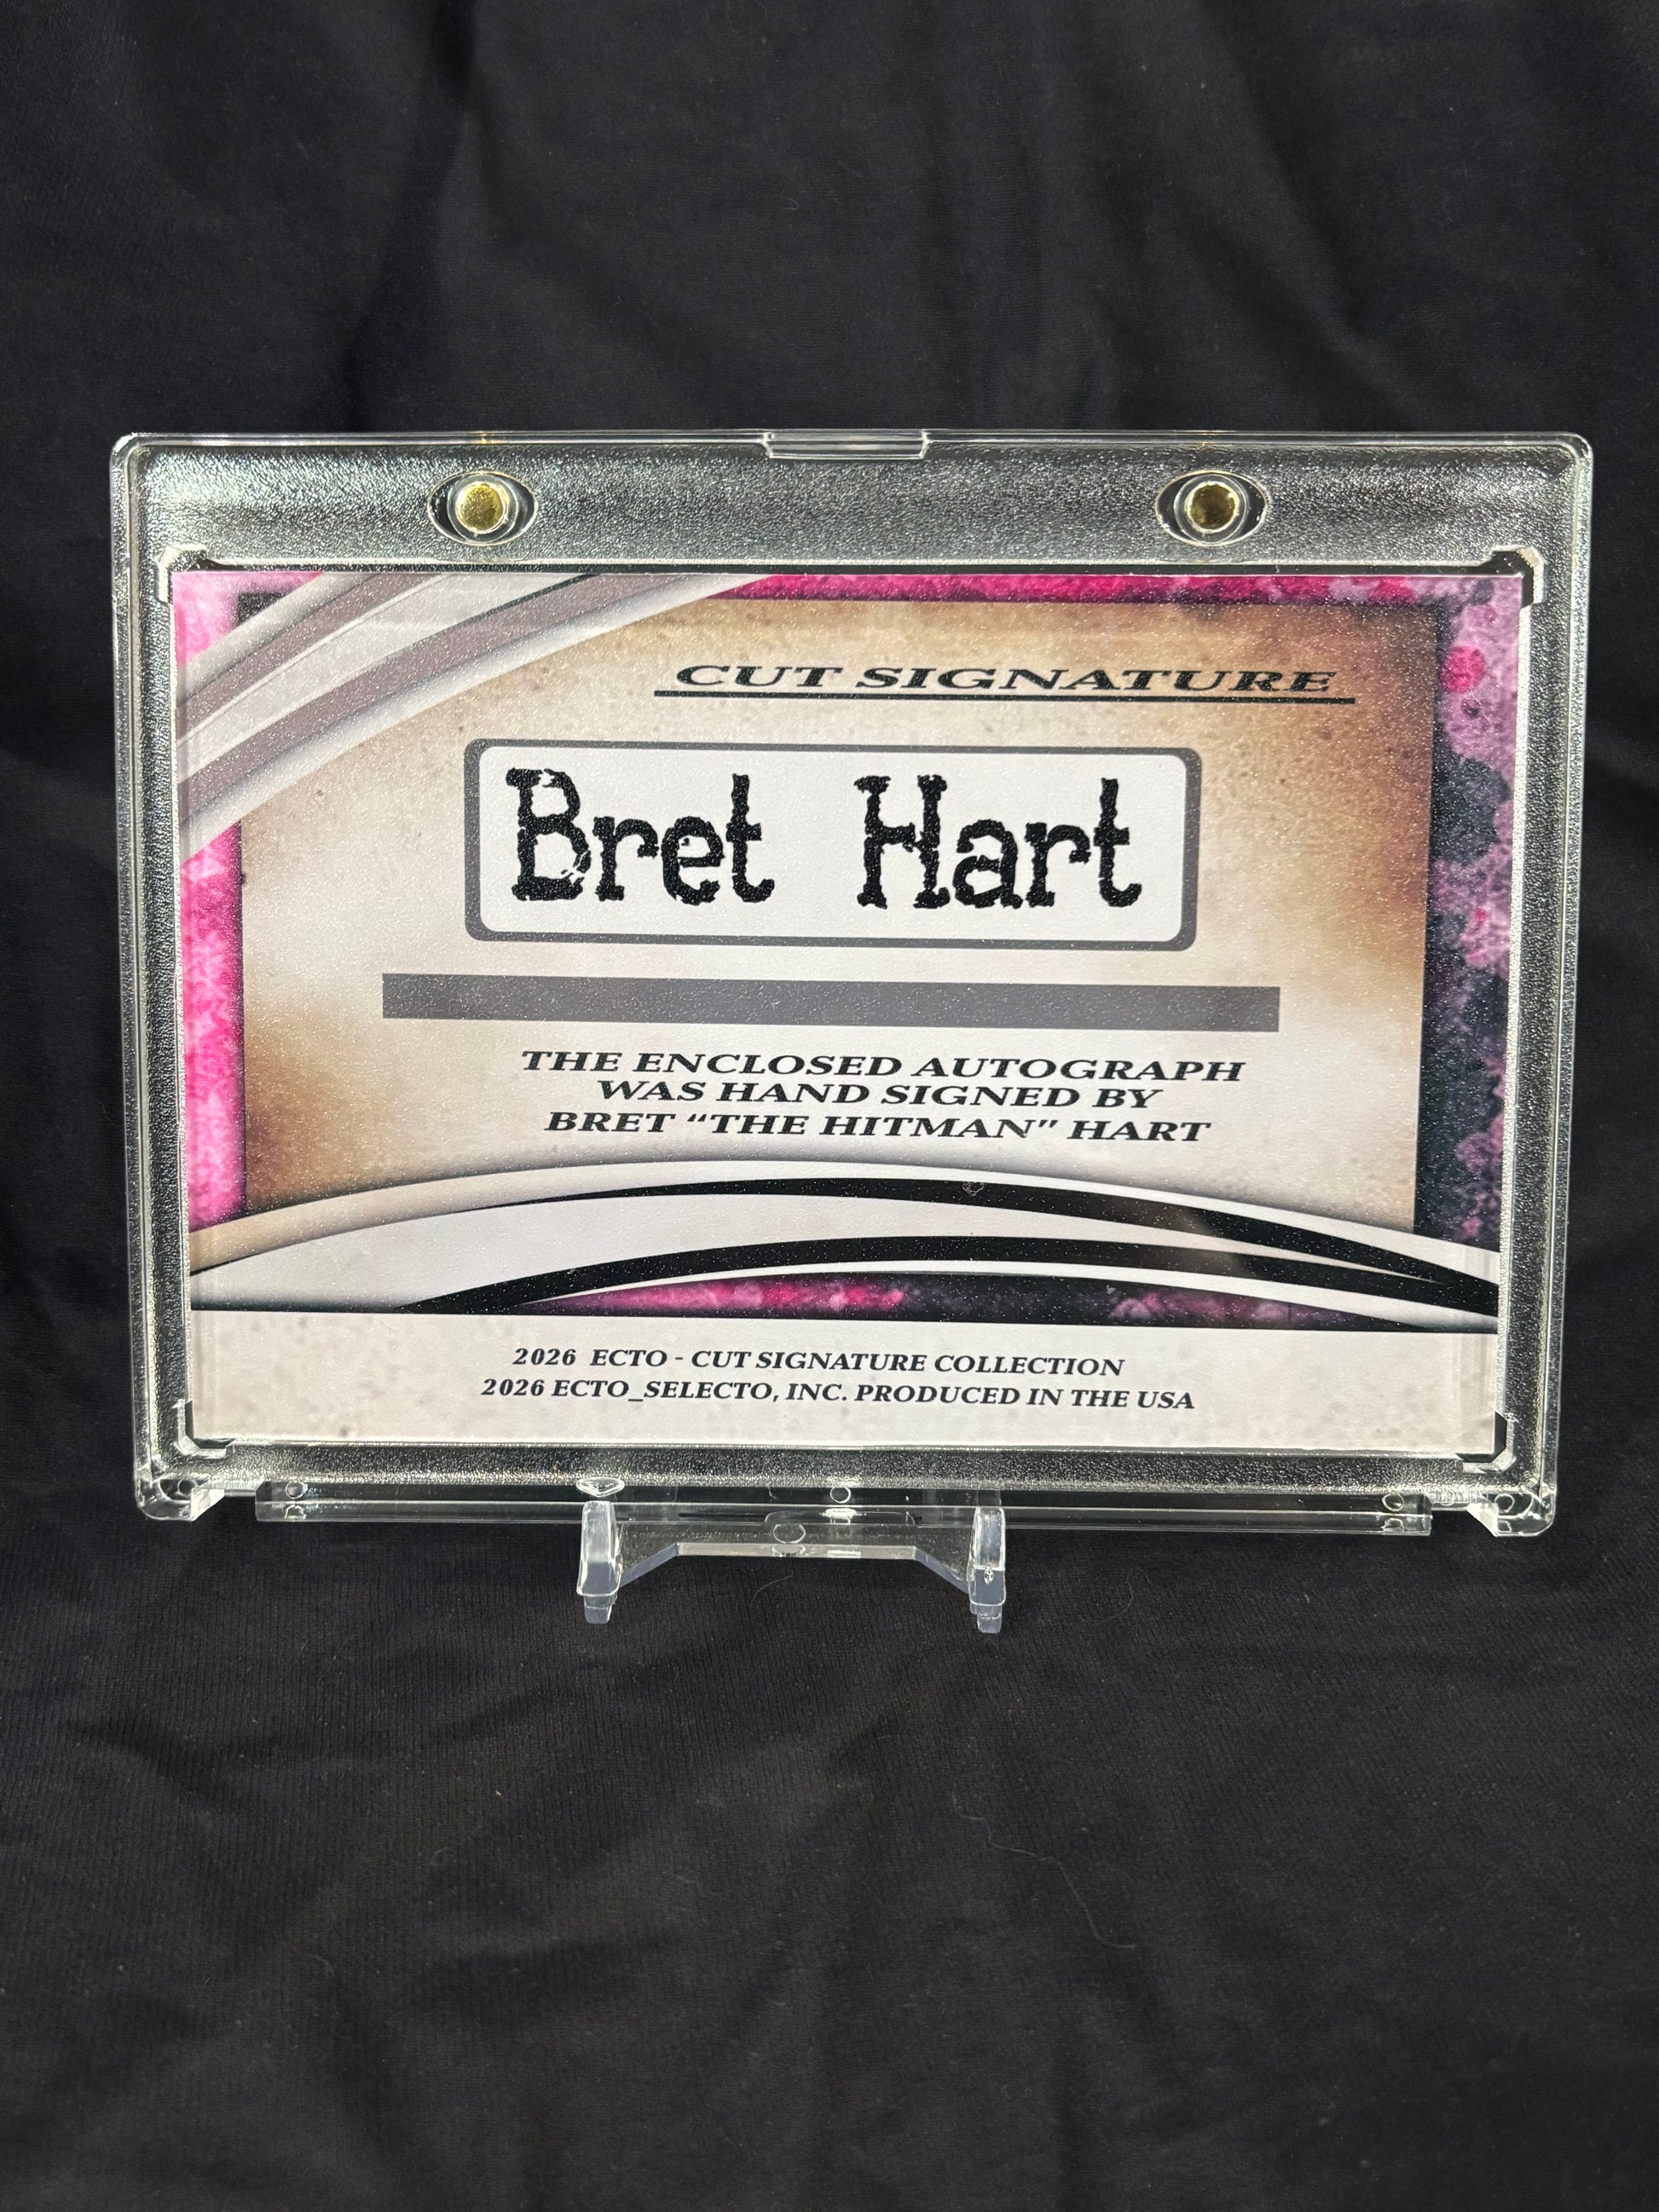 CUT SIGNATURE
Bret Hart
THE ENCLOSED AUTOGRAPH
WAS HAND SIGNED BY
BRET “THE HITMAN” HART
2026 ECTO - CUT SIGNATURE COLLECTION
2026 ECTO_SELECTO, INC. PRODUCED IN THE USA